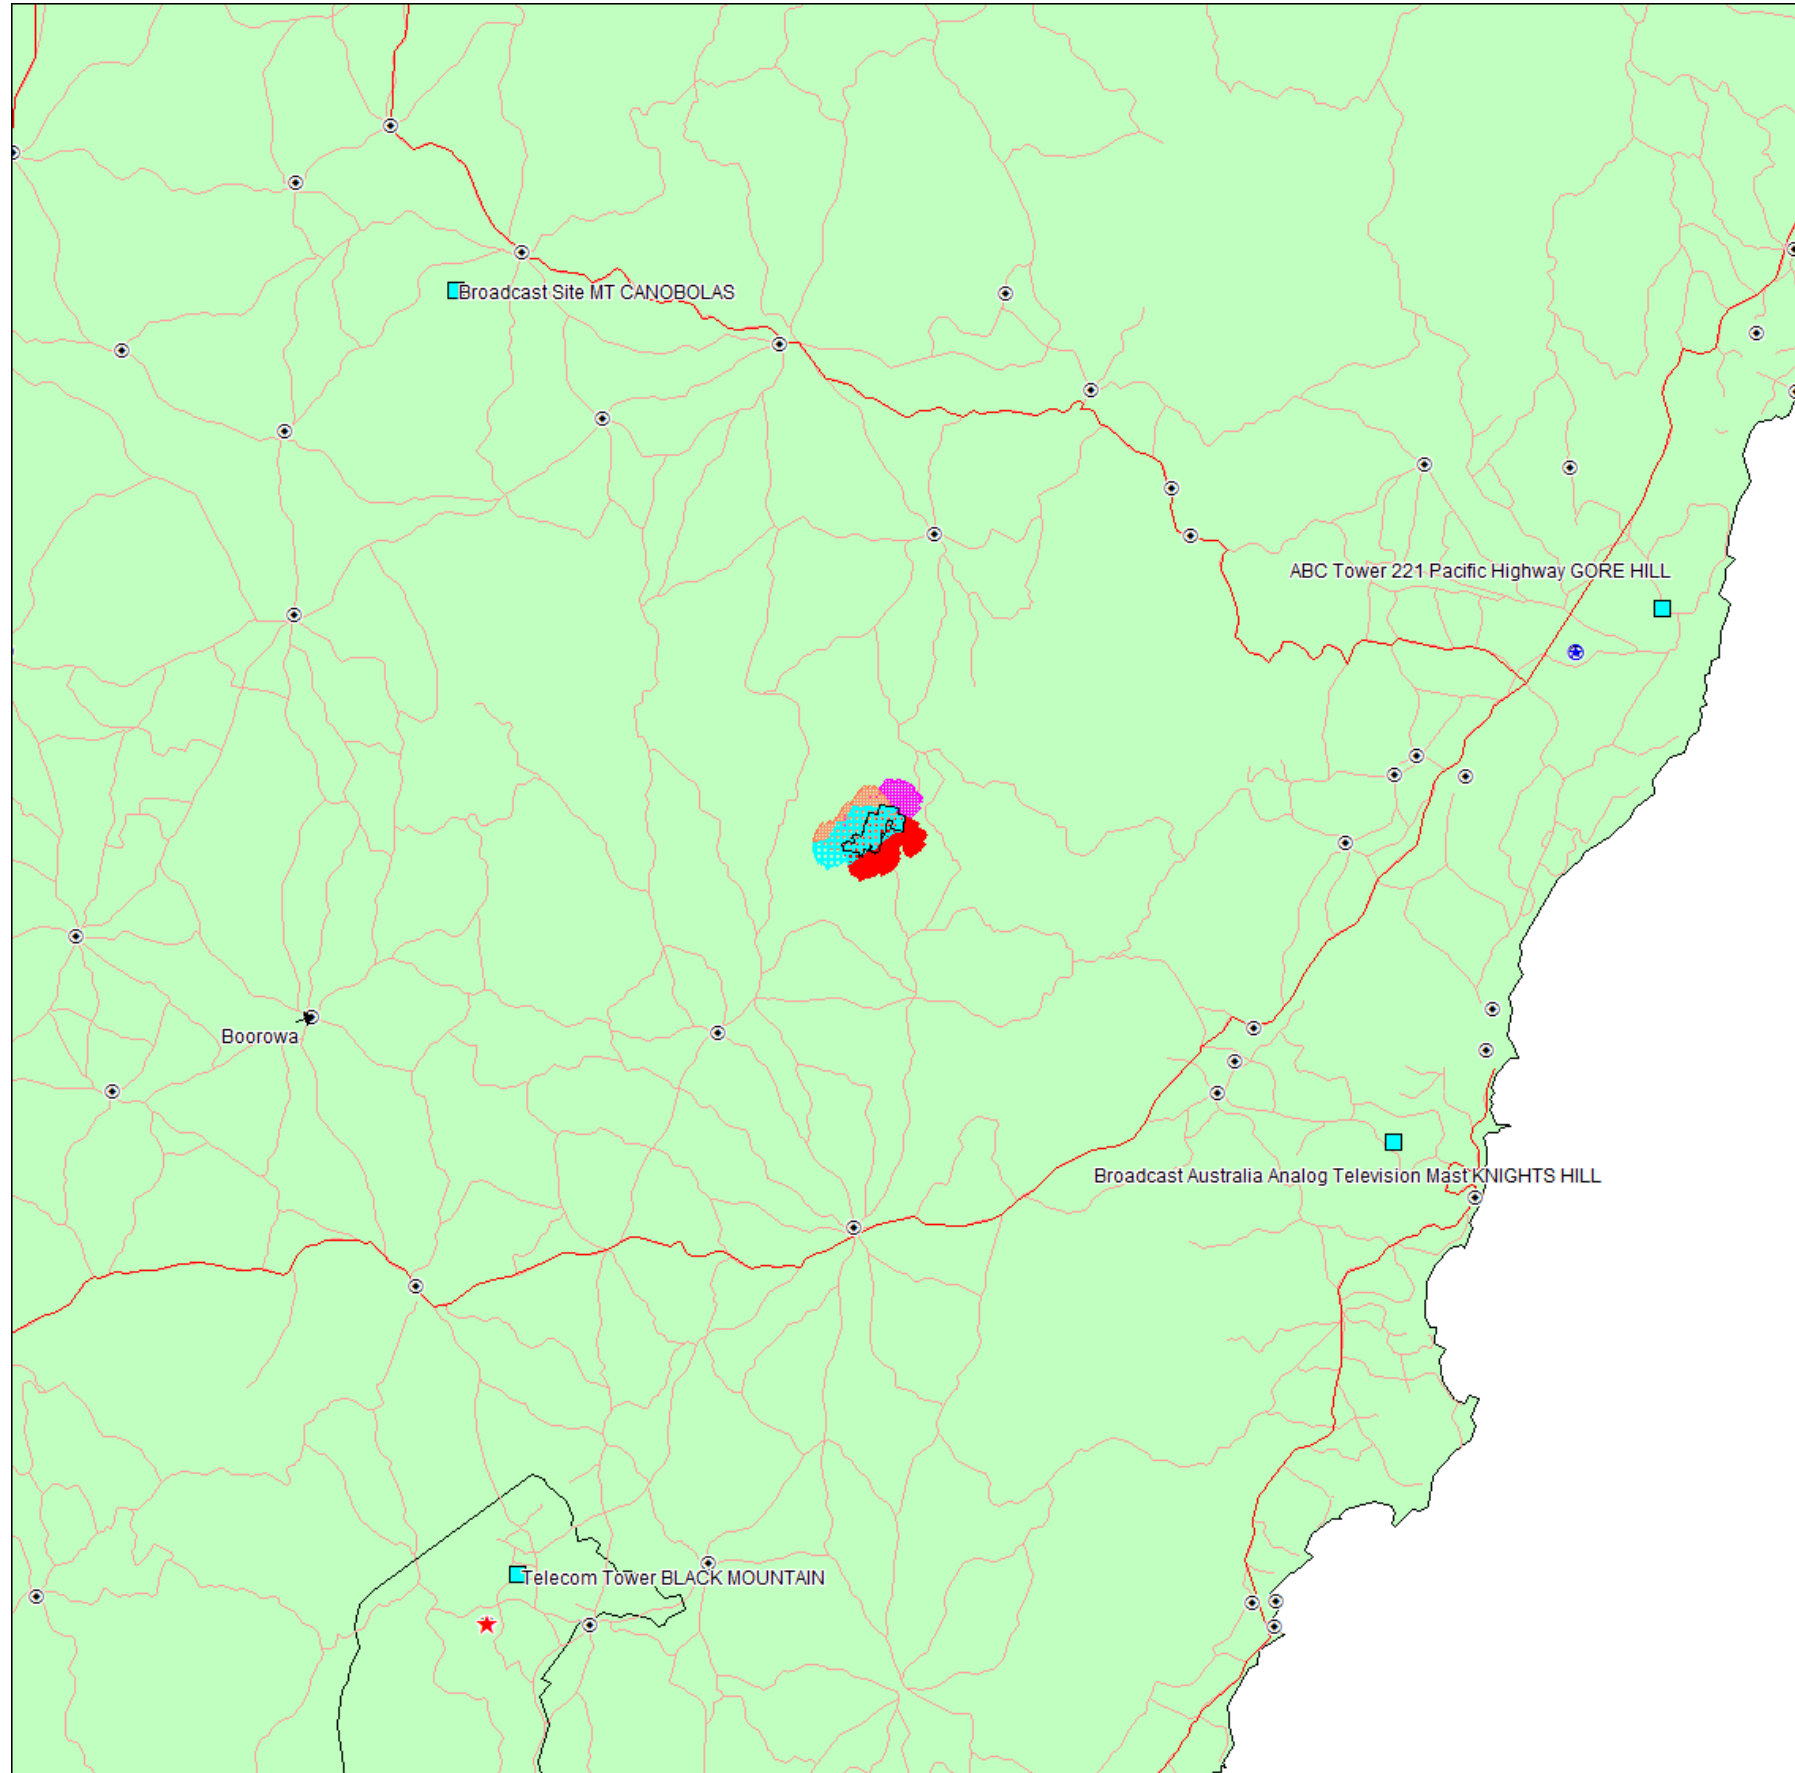 Broadcast Site MT CANOBOLAS
ABC Tower 221 Pacific Highway GORE HILL
Boorowa
Broadcast Australia Analog Television Mast KNIGHTS HILL
Telecom Tower BLACK MOUNTAIN